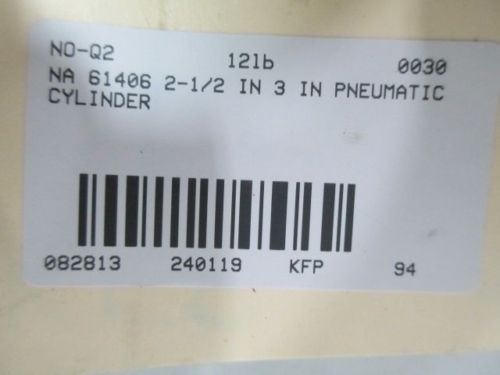 NO-Q2 12lb 0030
NA 61406 2-1/2 IN 3 IN PNEUMATIC
CYLINDER
082813 240119 KFP 94